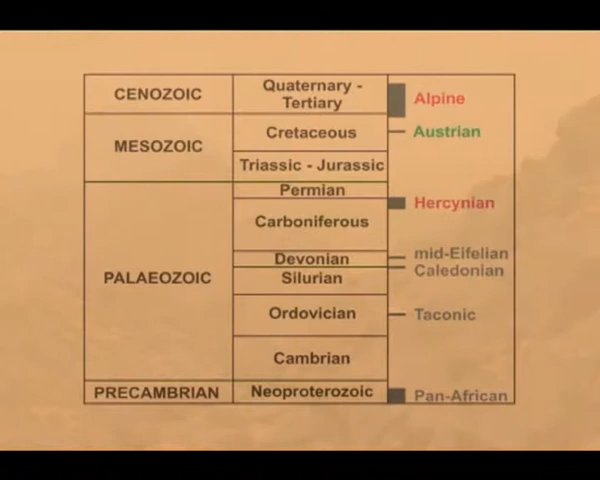 CENOZOIC
Quaternary -
Tertiary
Alpine
MESOZOIC
Cretaceous
Austrian
Triassic - Jurassic
PALAEOZOIC
Permian
Hercynian
Carboniferous
Devonian
mid-Eifelian
Silurian
Caledonian
Ordovician
Taconic
Cambrian
PRECAMBRIAN
Neoproterozoic
Pan-African